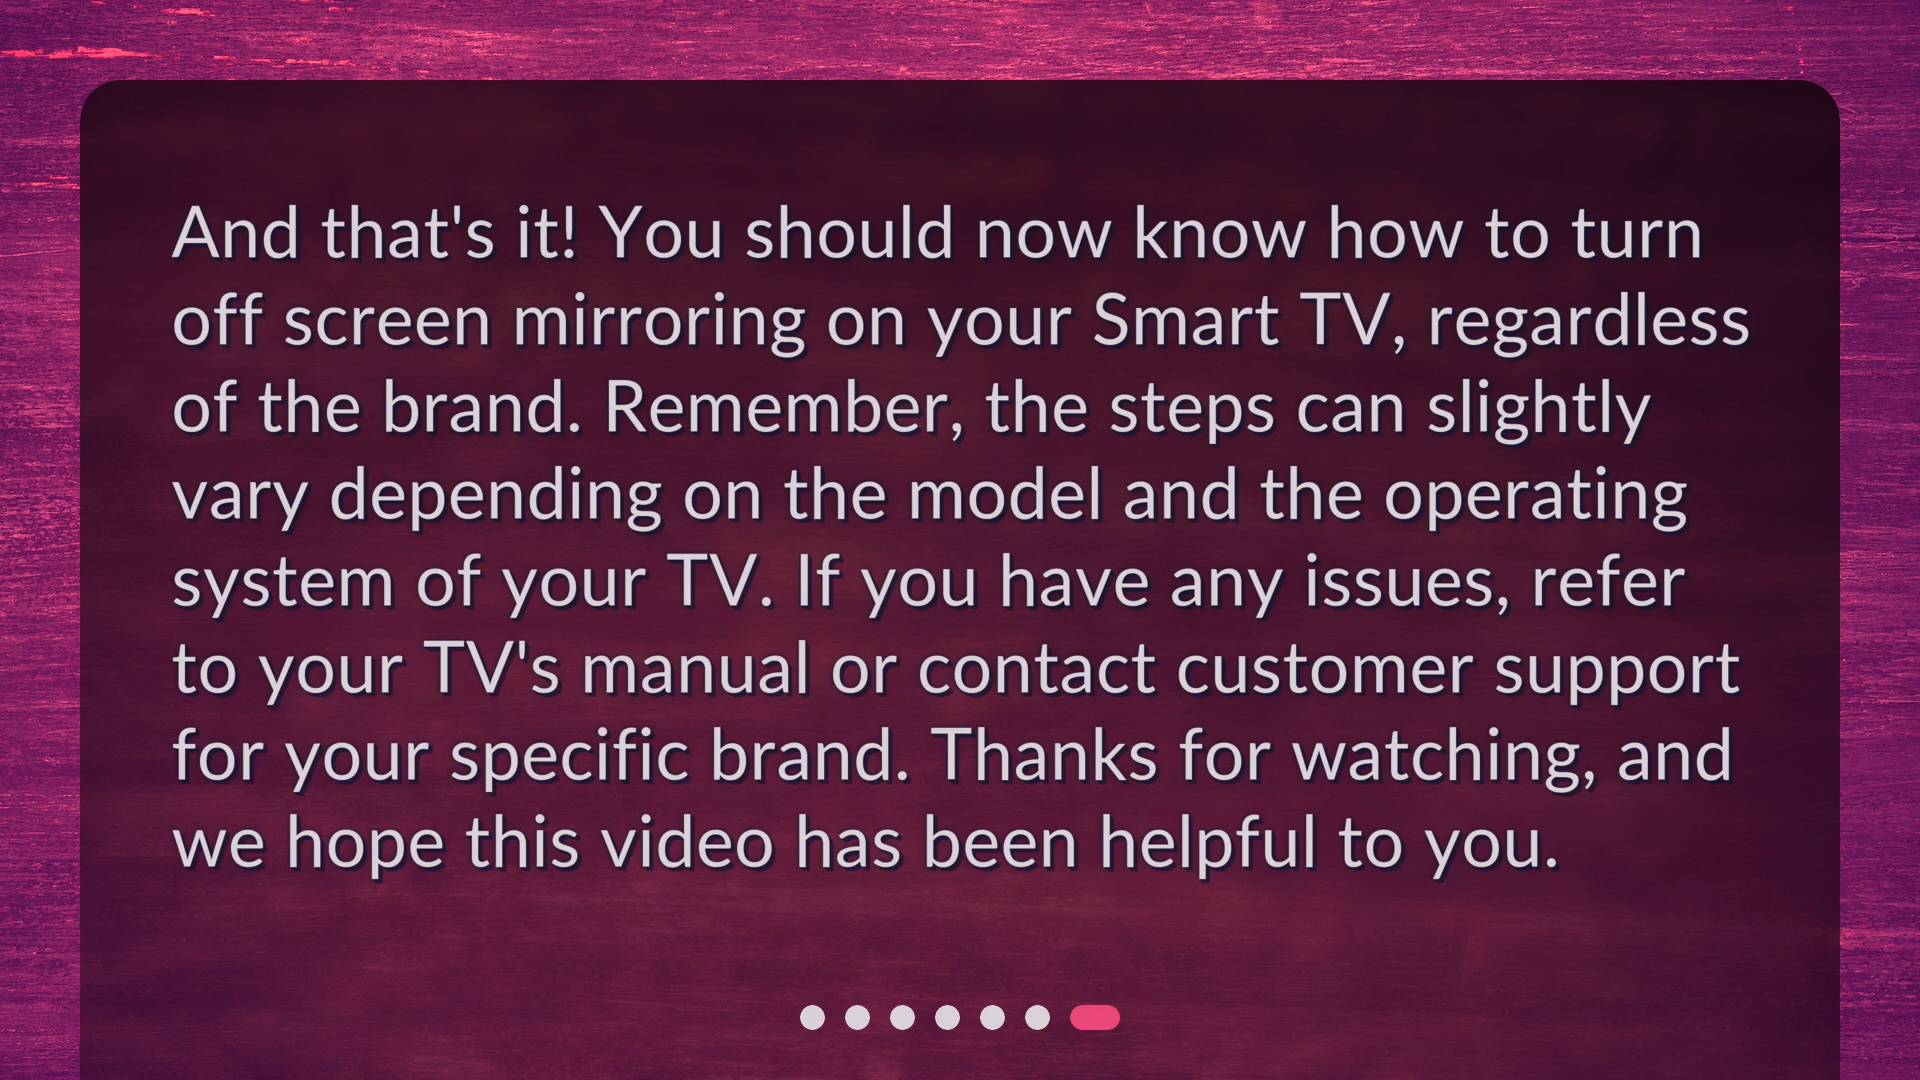 And that's it! You should now know how to turn
off screen mirroring on your Smart TV, regardless
of the brand. Remember, the steps can slightly
vary depending on the model and the operating
system of your TV. If you have any issues, refer
to your TV's manual or contact customer support
for your specific brand. Thanks for watching, and
we hope this video has been helpful to you.